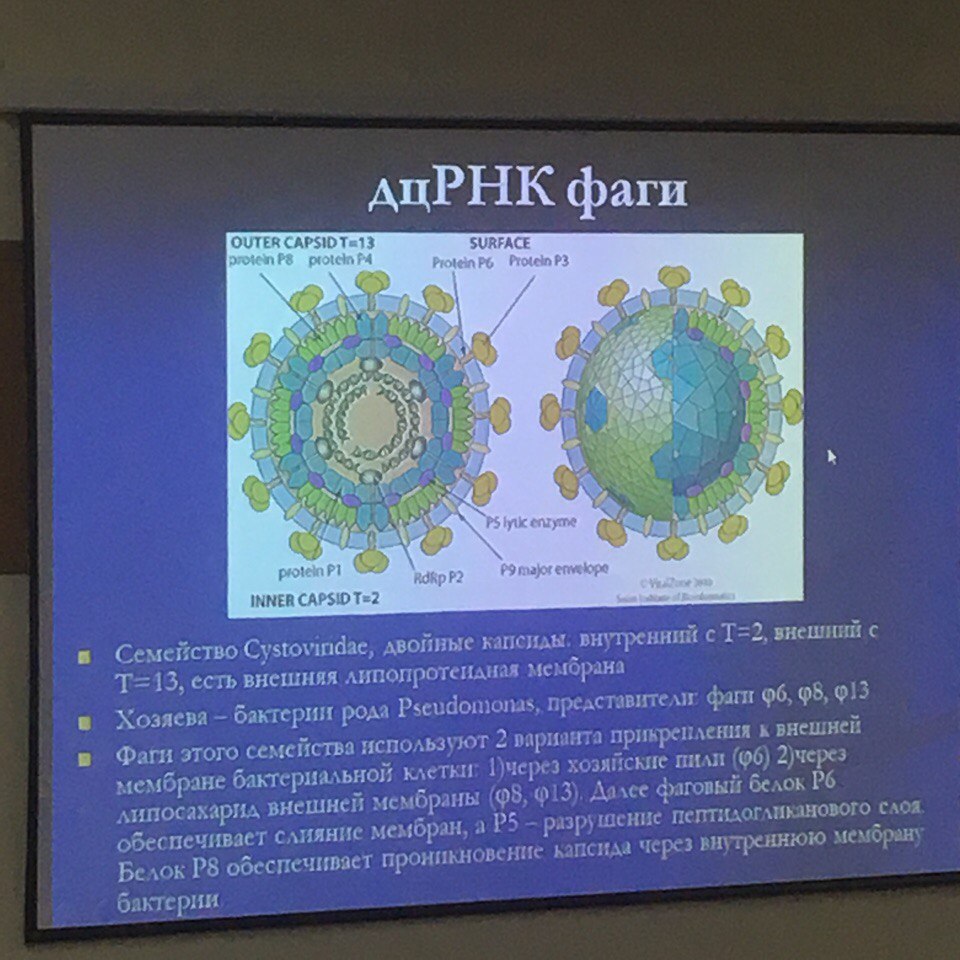 дцРНК фаги
OUTER CAPSID T=13
SURFACE
protein P8 protein P4
Protein P6 Protein P3
P5 lytic enzyme
protein P1
RdRp P2
P9 major envelope
INNER CAPSID T=2
© ViralZone 2010
Swiss Institute of Bioinformatics
Семейство Cystoviridae, двойные капсиды: внутренний с T=2, внешний с
T=13, есть внешняя липопротеидная мембрана
Хозяева – бактерии рода Pseudomonas, представители: фаги φ6, φ8, φ13
Фаги этого семейства используют 2 варианта прикрепления к внешней
мембране бактериальной клетки: 1)через хозяйские пили (φ6) 2)через
липосахарид внешней мембраны (φ8, φ13). Далее фаговый белок P6
обеспечивает слияние мембран, а P5 – разрушение пептидогликанового слоя.
Белок P8 обеспечивает проникновение капсида через внутреннюю мембрану
бактерии